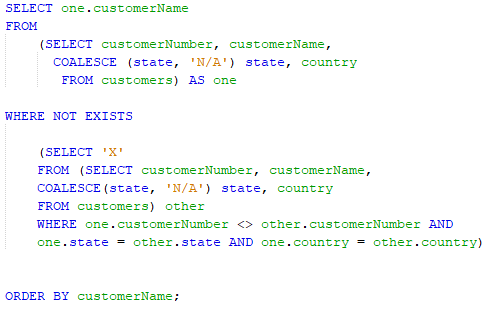 SELECT one.customerName
FROM
(SELECT customerNumber, customerName,
COALESCE (state, 'N/A') state, country
FROM customers) AS one
WHERE NOT EXISTS
(SELECT 'X'
FROM (SELECT customerNumber, customerName,
COALESCE(state, 'N/A') state, country
FROM customers) other
WHERE one.customerNumber <> other.customerNumber AND
one.state = other.state AND one.country = other.country)
ORDER BY customerName;